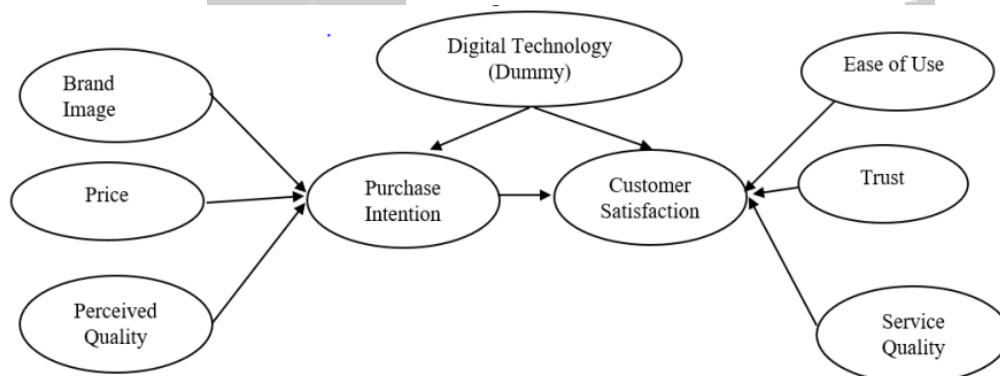 Digital Technology
(Dummy)
Brand
Image
Ease of Use
Price
Purchase
Intention
Customer
Satisfaction
Trust
Perceived
Quality
Service
Quality